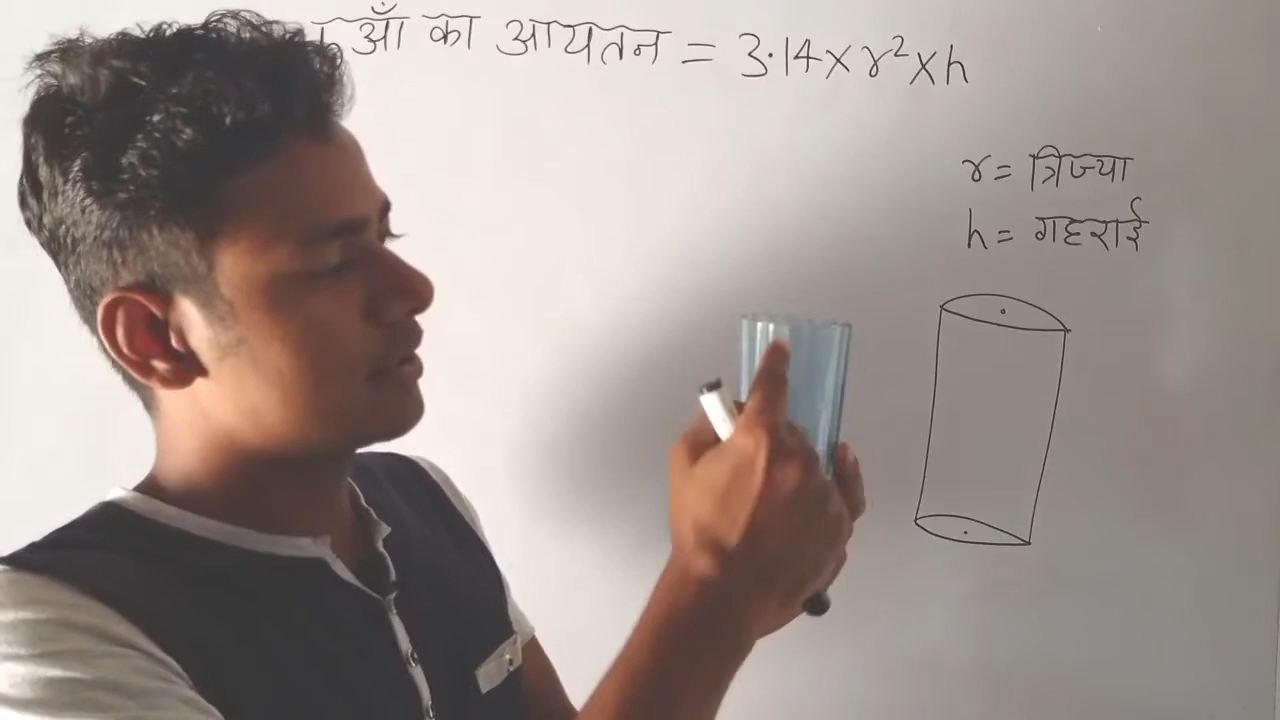 कुआँ का आयतन = 3.14 x r² x h
r = त्रिज्या
h = गहराई